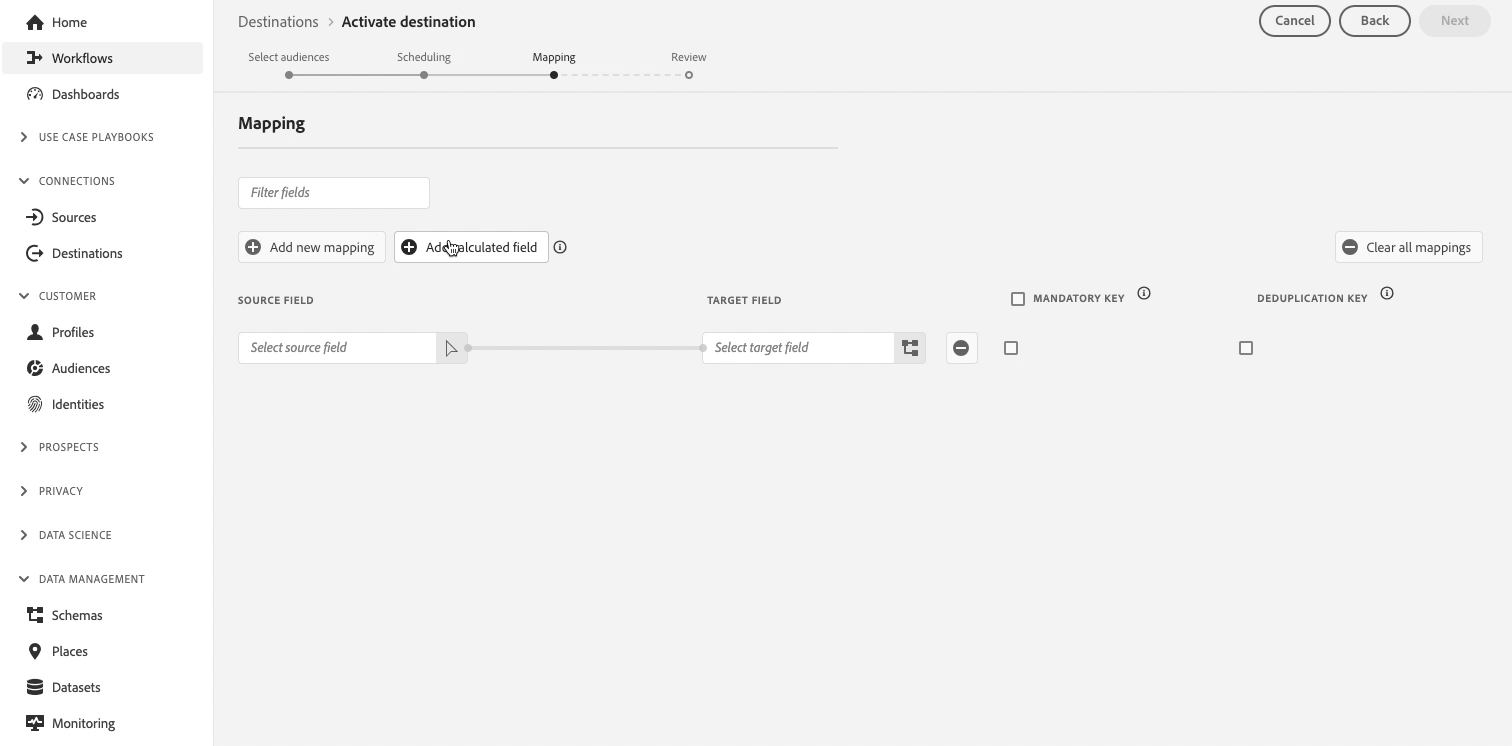 Home
Workflows
Dashboards
USE CASE PLAYBOOKS
CONNECTIONS
Sources
Destinations
CUSTOMER
Profiles
Audiences
Identities
PROSPECTS
PRIVACY
DATA SCIENCE
DATA MANAGEMENT
Schemas
Places
Datasets
Monitoring
Destinations > Activate destination
Cancel Back Next
Select audiences Scheduling Mapping Review
Mapping
Filter fields
Add new mapping Add calculated field Clear all mappings
SOURCE FIELD TARGET FIELD MANDATORY KEY DEDUPLICATION KEY
Select source field Select target field